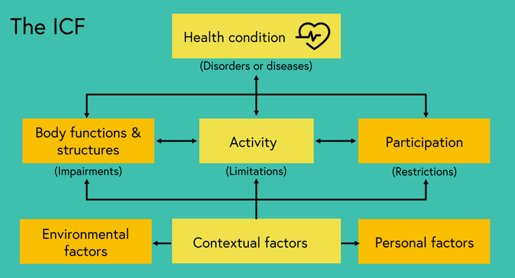 The ICF
Health condition
(Disorders or diseases)
Body functions &
structures
Activity
Participation
(Impairments)
(Limitations)
(Restrictions)
Environmental
factors
Contextual factors
Personal factors